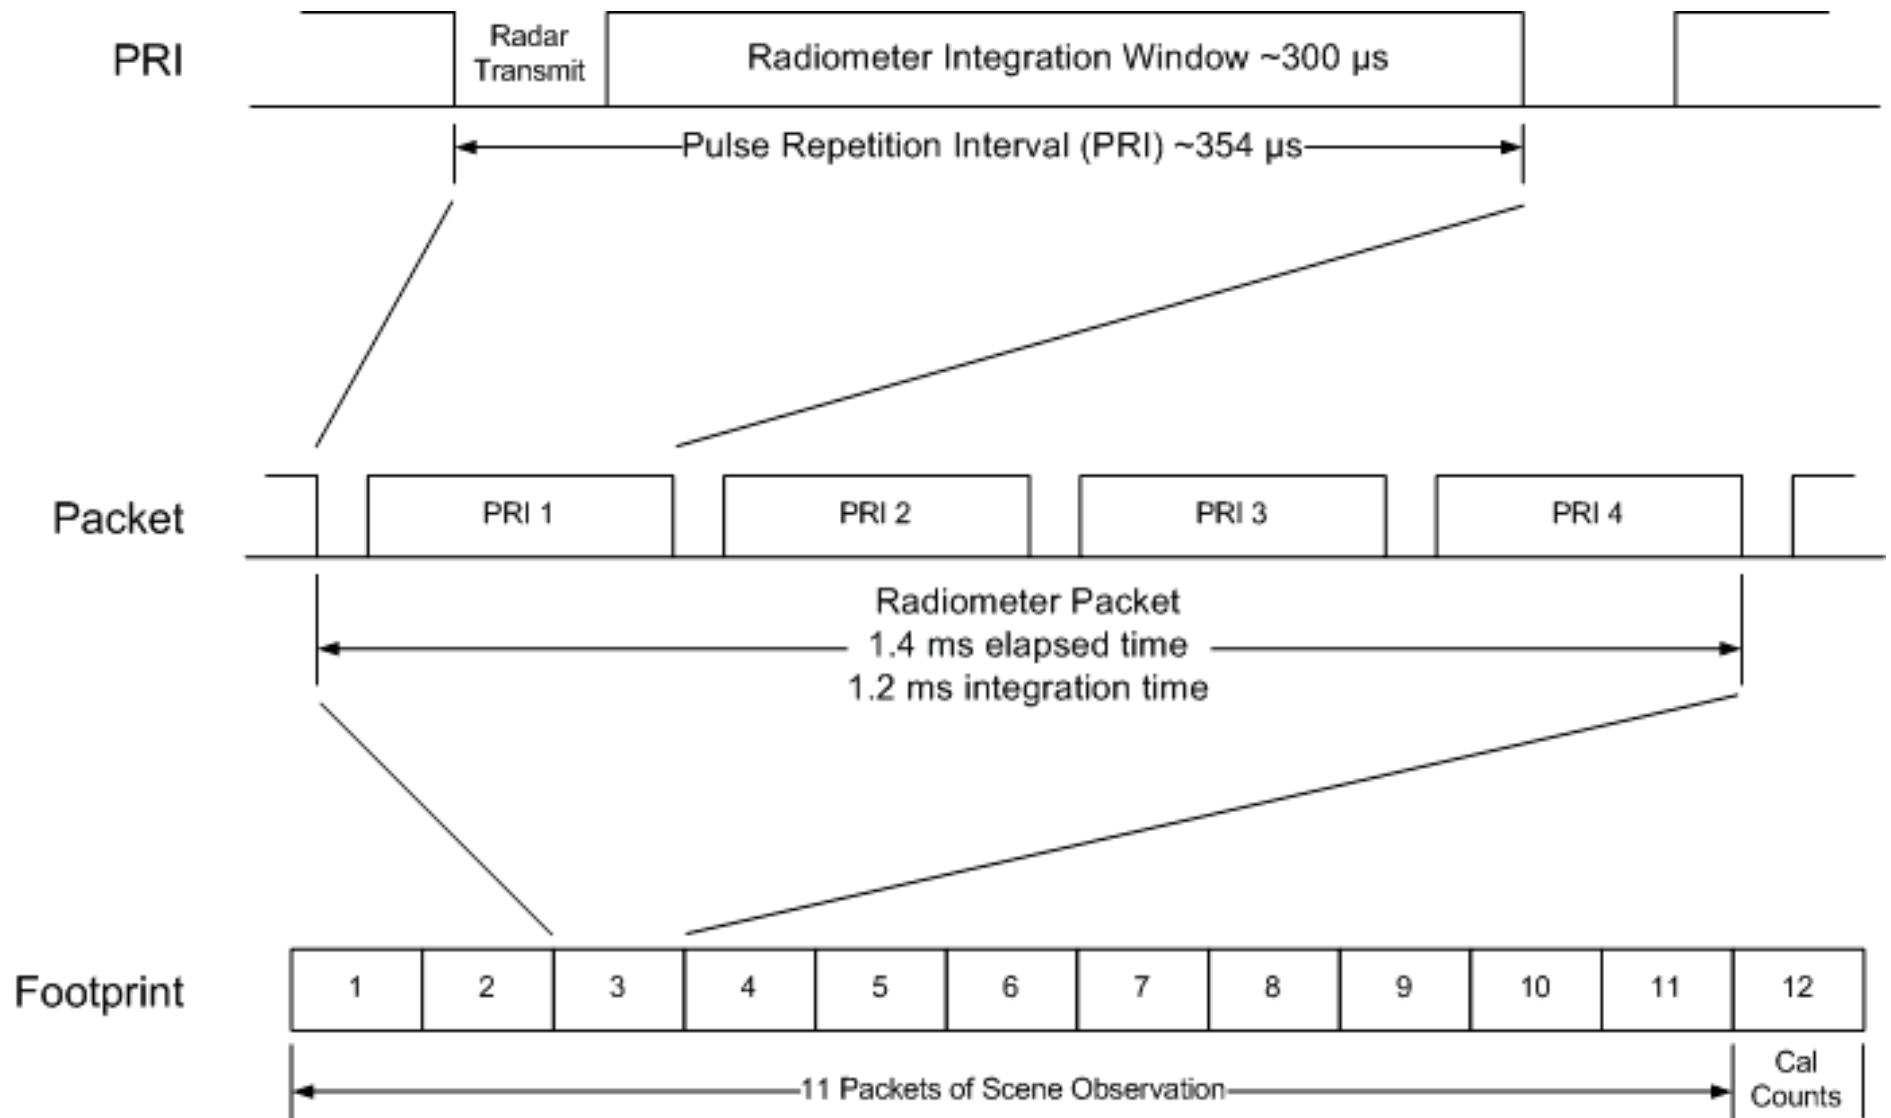 PRI
Radar
Transmit
Radiometer Integration Window ~300 µs
Pulse Repetition Interval (PRI) ~354 µs
Packet
PRI 1
PRI 2
PRI 3
PRI 4
Radiometer Packet
1.4 ms elapsed time
1.2 ms integration time
Footprint
1
2
3
4
5
6
7
8
9
10
11
12
11 Packets of Scene Observation
Cal
Counts